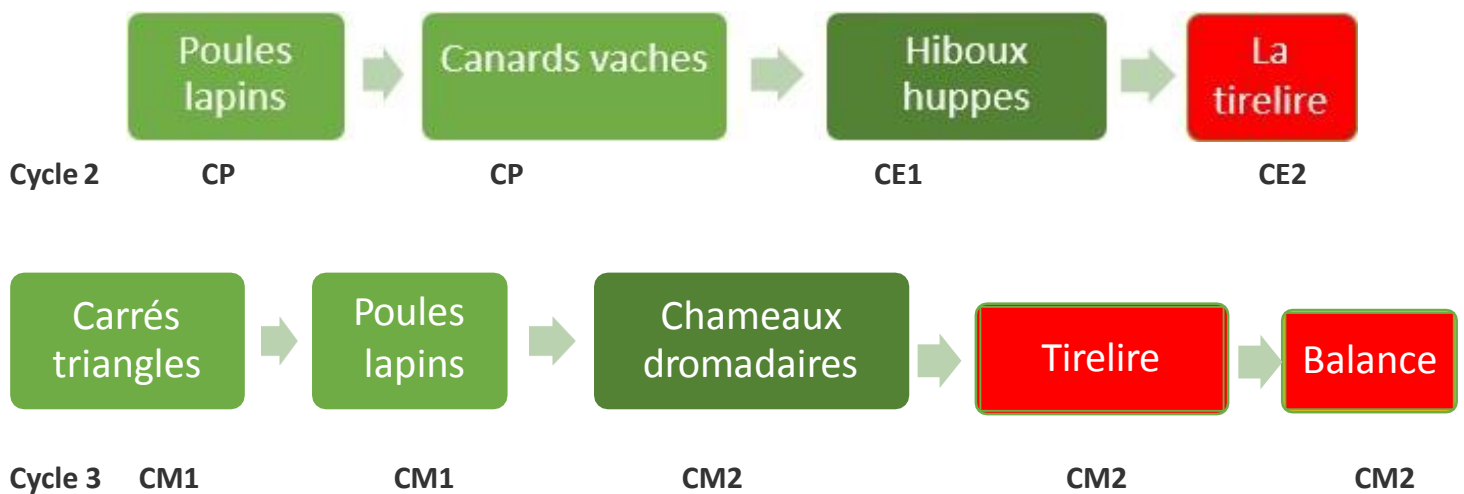 Poules
lapins
Canards vaches
Hiboux
huppes
La
tirelire
Cycle 2 CP CP CE1 CE2
Carrés
triangles
Poules
lapins
Chameaux
dromadaires
Tirelire
Balance
Cycle 3 CM1 CM1 CM2 CM2 CM2